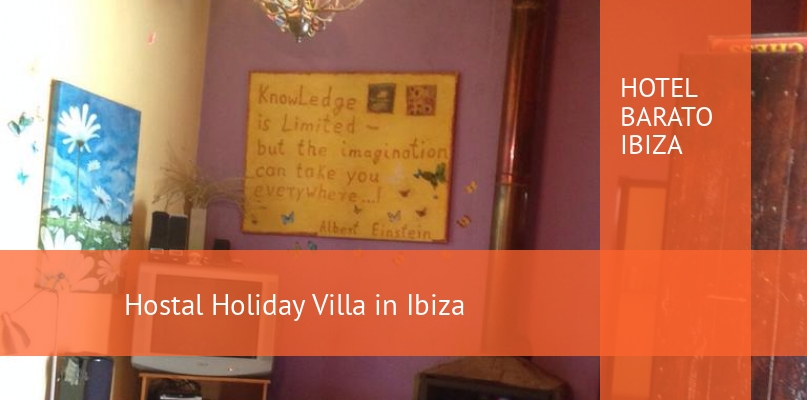 KnowLedge
is Limited —
but the imagination
can take you
everywhere...!
Albert Einstein
CHESS
HOTEL
BARATO
IBIZA
Hostal Holiday Villa in Ibiza